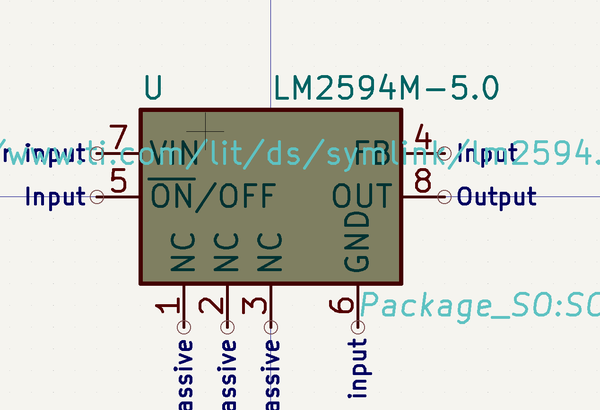 U LM2594M-5.0
7 4
r input VIN FB Input
/www.ti.com/lit/ds/symlink/lm2594.
5 8
Input ON/OFF OUT Output
NC NC NC GND
1 2 3 6
Package_SO:SO
assive assive assive input